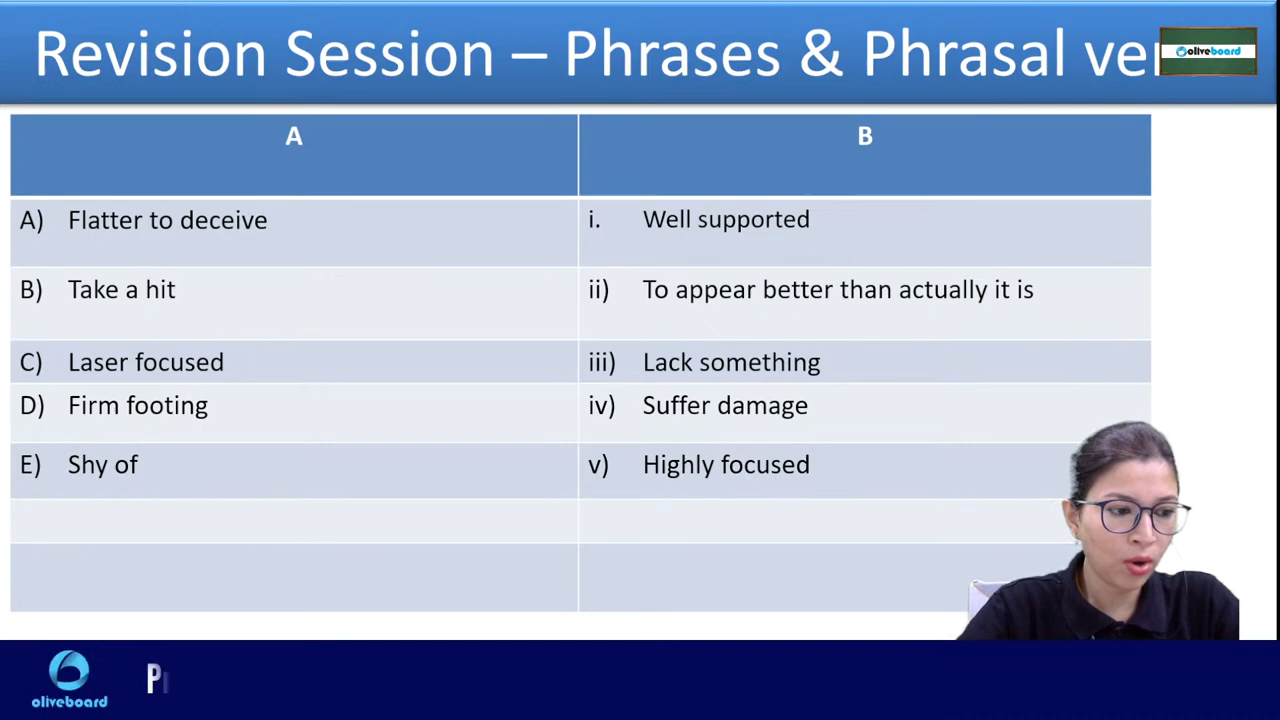 Revision Session – Phrases & Phrasal
oliveboard
A B
A) Flatter to deceive i. Well supported
B) Take a hit ii) To appear better than actually it is
C) Laser focused iii) Lack something
D) Firm footing iv) Suffer damage
E) Shy of v) Highly focused
oliveboard